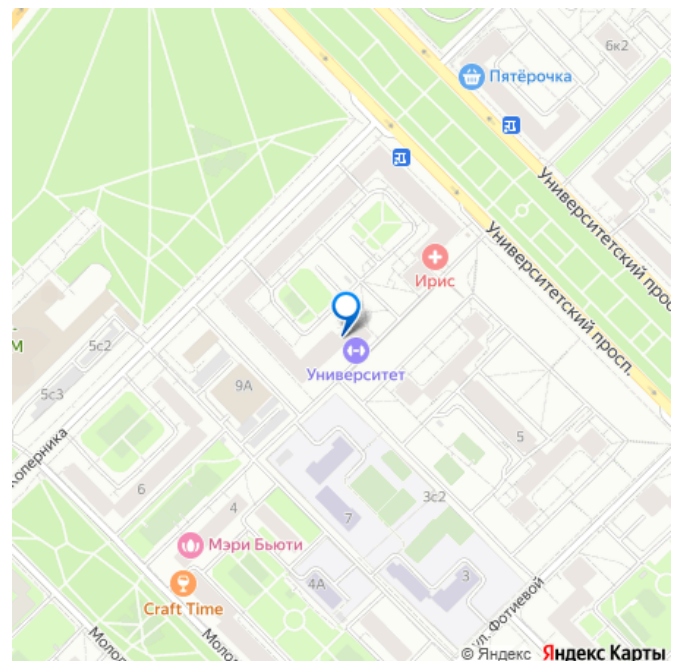 6к2
Пятёрочка
Университетский прос
Университетский просп.
Ирис
М
5с2
Университет
9А
5с3
Коперника
6
4
7
5
3с2
Мэри Бьюти
4А
3
Craft Time
ул. Фотиевой
Моло
Молод
© Яндекс Яндекс Карты